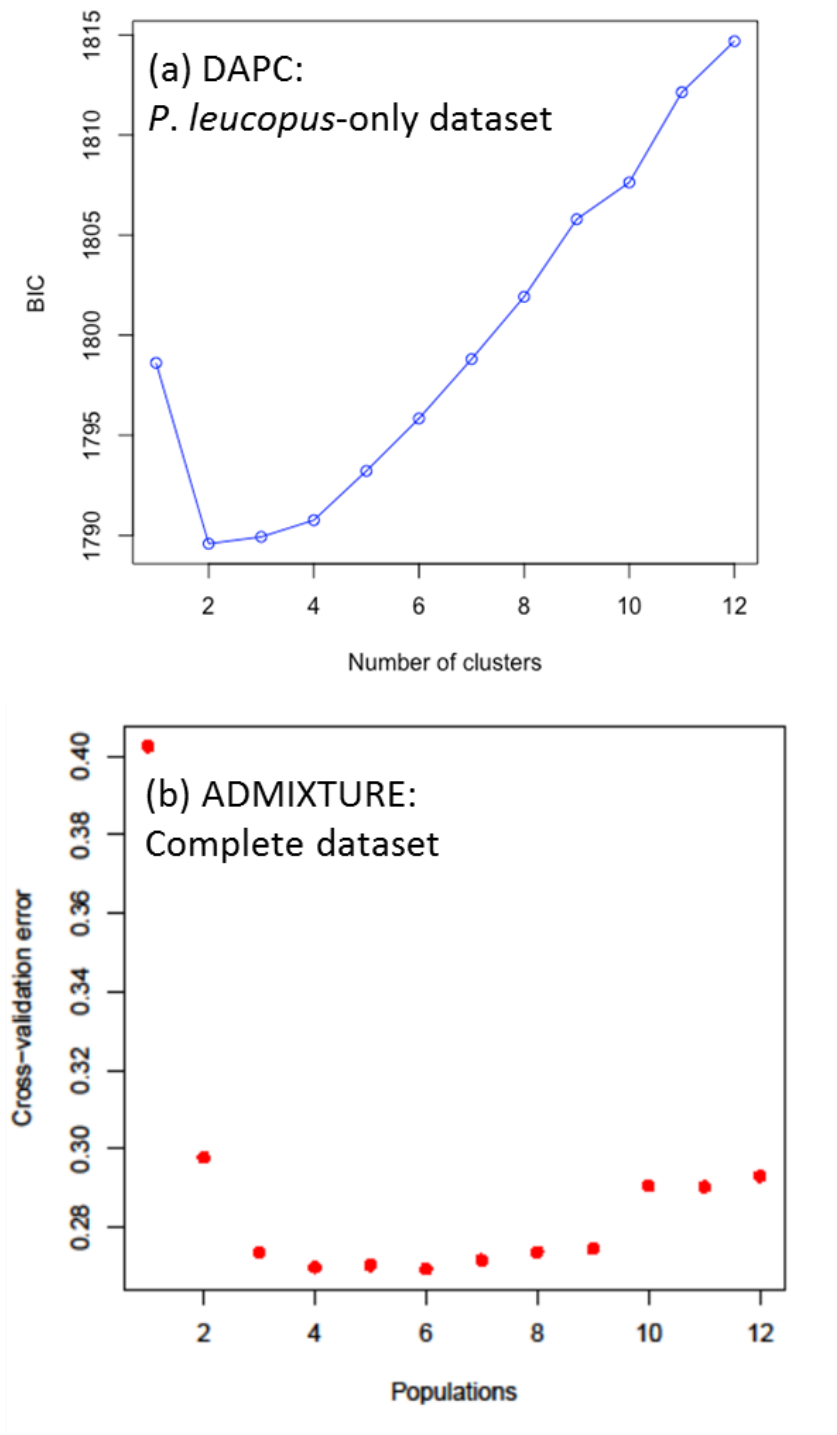 (a) DAPC:
P. leucopus-only dataset
1815
1810
1805
1800
1795
1790
BIC
2 4 6 8 10 12
Number of clusters
(b) ADMIXTURE:
Complete dataset
0.40
0.38
0.36
0.34
0.32
0.30
0.28
Cross-validation error
2 4 6 8 10 12
Populations